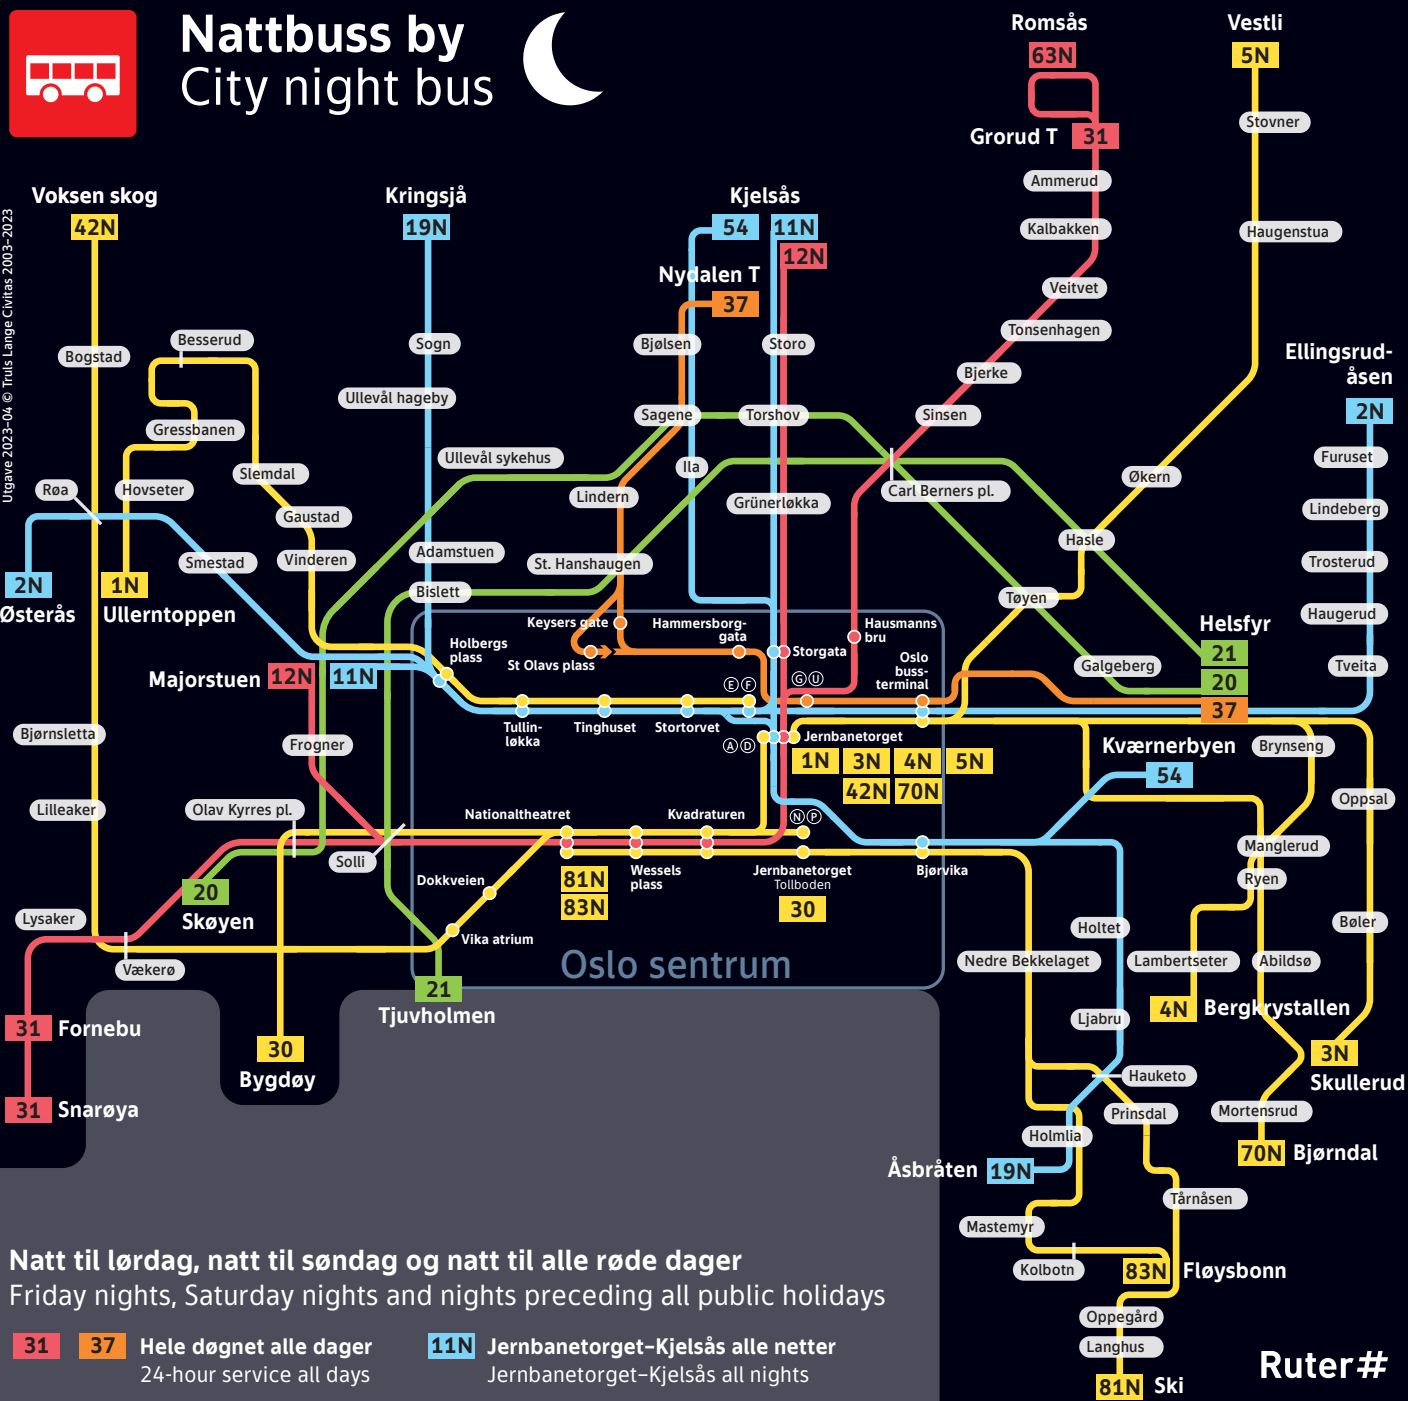 Nattbuss by
City night bus
Utgave 2023-04 © Truls Lange Civitas 2003-2023
Romsås
63N
Grorud T
31
Vestli
5N
Stovner
Ammerud
Kalbakken
Haugenstua
Veitvet
Tonsenhagen
Bjerke
Sinsen
Voksen skog
42N
Kringsjå
19N
Kjelsås
54
11N
12N
Nydalen T
37
Ellingsrud-
åsen
2N
Besserud
Bogstad
Sogn
Bjølsen
Storo
Ullevål hageby
Gressbanen
Sagene
Torshov
Ullevål sykehus
Ila
Furuset
Slemdal
Økern
Røa
Hovseter
Lindern
Grünerløkka
Carl Berners pl.
Lindeberg
Gaustad
Hasle
Smestad
Vinderen
Adamstuen
St. Hanshaugen
Trosterud
2N
1N
Østerås
Ullerntoppen
Bislett
Tøyen
Haugerud
Keysers gate
Hammersborg-
gata
Hausmanns
bru
Helsfyr
21
20
37
Holbergs
plass
St Olavs plass
Storgata
Oslo
buss-
terminal
Galgeberg
Tveita
Majorstuen
12N
11N
E F
G U
Tullin-
løkka
Tinghuset
Stortorvet
A D
Jernbanetorget
1N
3N
4N
5N
42N
70N
Bjørnsletta
Frogner
Kværnerbyen
54
Brynseng
Lilleaker
Olav Kyrres pl.
Oppsal
Nationaltheatret
Kvadraturen
N P
Manglerud
Solli
Dokkveien
81N
83N
Wessels
plass
Jernbanetorget
Tollboden
30
Bjørvika
Ryen
20
Skøyen
Lysaker
Vika atrium
Holtet
Bøler
Vækerø
Oslo sentrum
Nedre Bekkelaget
Lambertseter
Abildsø
21
Tjuvholmen
31
Fornebu
4N
Bergkrystallen
Ljabru
30
Bygdøy
3N
Skullerud
Hauketo
31
Snarøya
Prinsdal
Mortensrud
Holmlia
70N
Bjørndal
Åsbråten
19N
Tårnåsen
Mastemyr
Kolbotn
83N
Fløysbonn
Oppegård
Langhus
81N
Ski
Natt til lørdag, natt til søndag og natt til alle røde dager
Friday nights, Saturday nights and nights preceding all public holidays
31
37
Hele døgnet alle dager
24-hour service all days
11N
Jernbanetorget–Kjelsås alle netter
Jernbanetorget–Kjelsås all nights
Ruter#